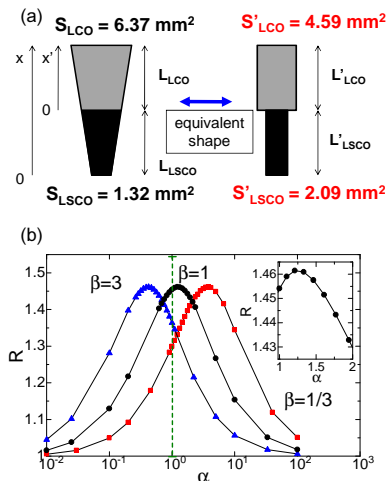 (a)
S_LCO = 6.37 mm²
S'_LCO = 4.59 mm²
x
x'
L_LCO
L'_LCO
0
equivalent
shape
L_LSCO
L'_LSCO
0
S_LSCO = 1.32 mm²
S'_LSCO = 2.09 mm²
(b)
1.5
1.4
1.3
1.2
1.1
1
R
β=3
β=1
β=1/3
1.46
1.45
1.44
1.43
R
1
1.5
2
α
10⁻²
10⁻¹
10⁰
10¹
10²
10³
α